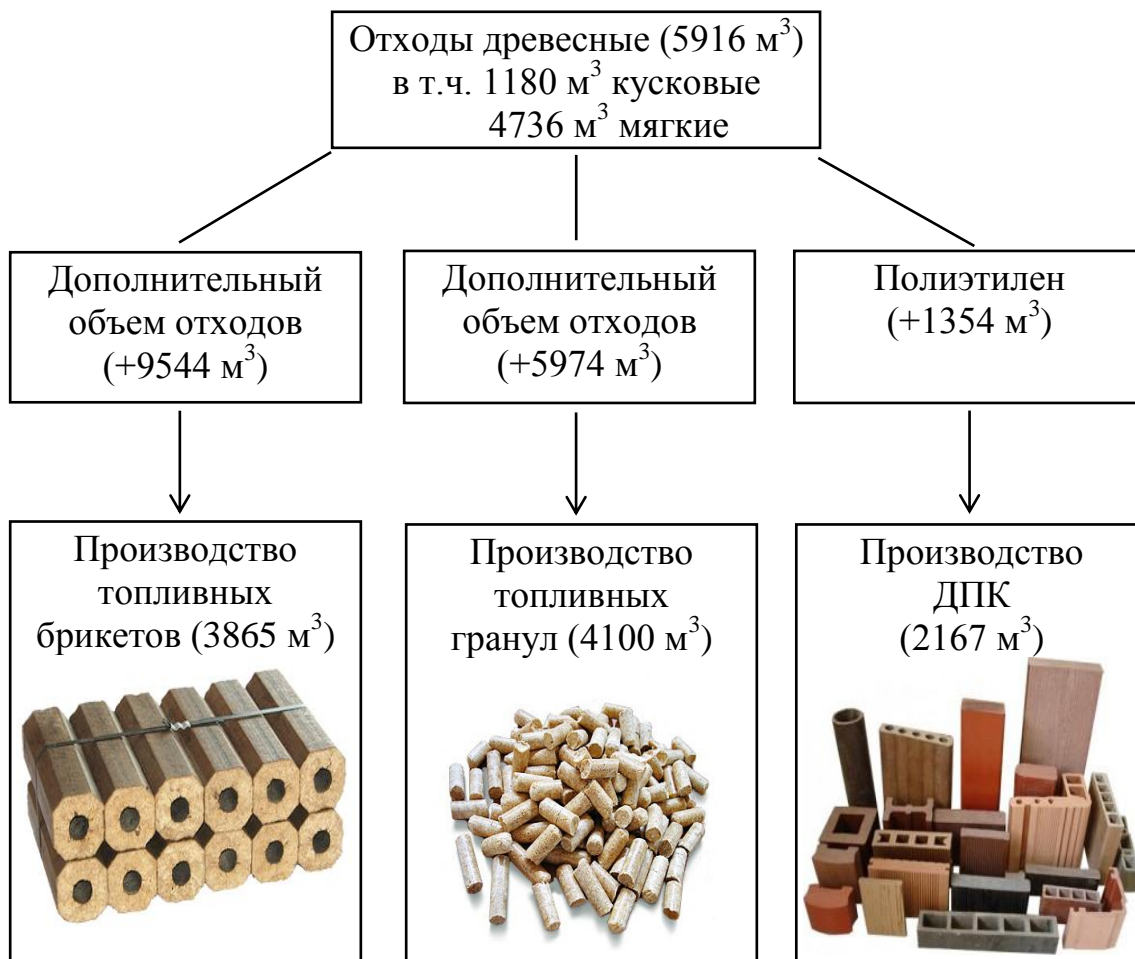 Отходы древесные (5916 м³)
в т.ч. 1180 м³ кусковые
4736 м³ мягкие
Дополнительный
объем отходов
(+9544 м³)
Дополнительный
объем отходов
(+5974 м³)
Полиэтилен
(+1354 м³)
Производство
топливных
брикетов (3865 м³)
Производство
топливных
гранул (4100 м³)
Производство
ДПК
(2167 м³)